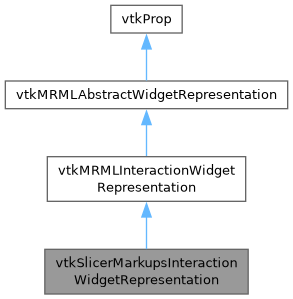 vtkProp
vtkMRMLAbstractWidgetRepresentation
vtkMRMLInteractionWidget
Representation
vtkSlicerMarkupsInteraction
WidgetRepresentation